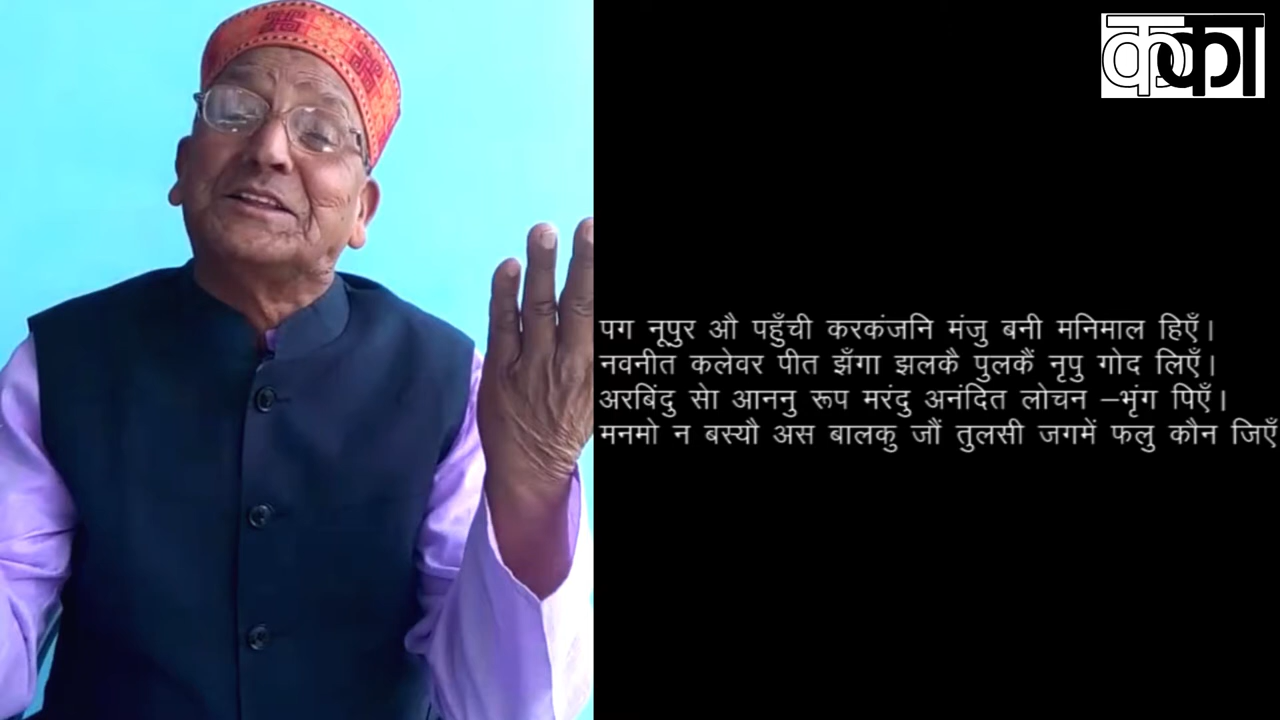 कका
पग नूपुर औ पहुँची करकंजनि मंजु बनी मनिमाल हिएँ।
नवनीत कलेवर पीत झँगा झलकै पुलकैं नृपु गोद लिएँ।
अरबिंदु सेा आननु रूप मरंदु अनंदित लोचन –भृंग पिएँ।
मनमो न बस्यौ अस बालकु जौं तुलसी जगमें फलु कौन जिएँ